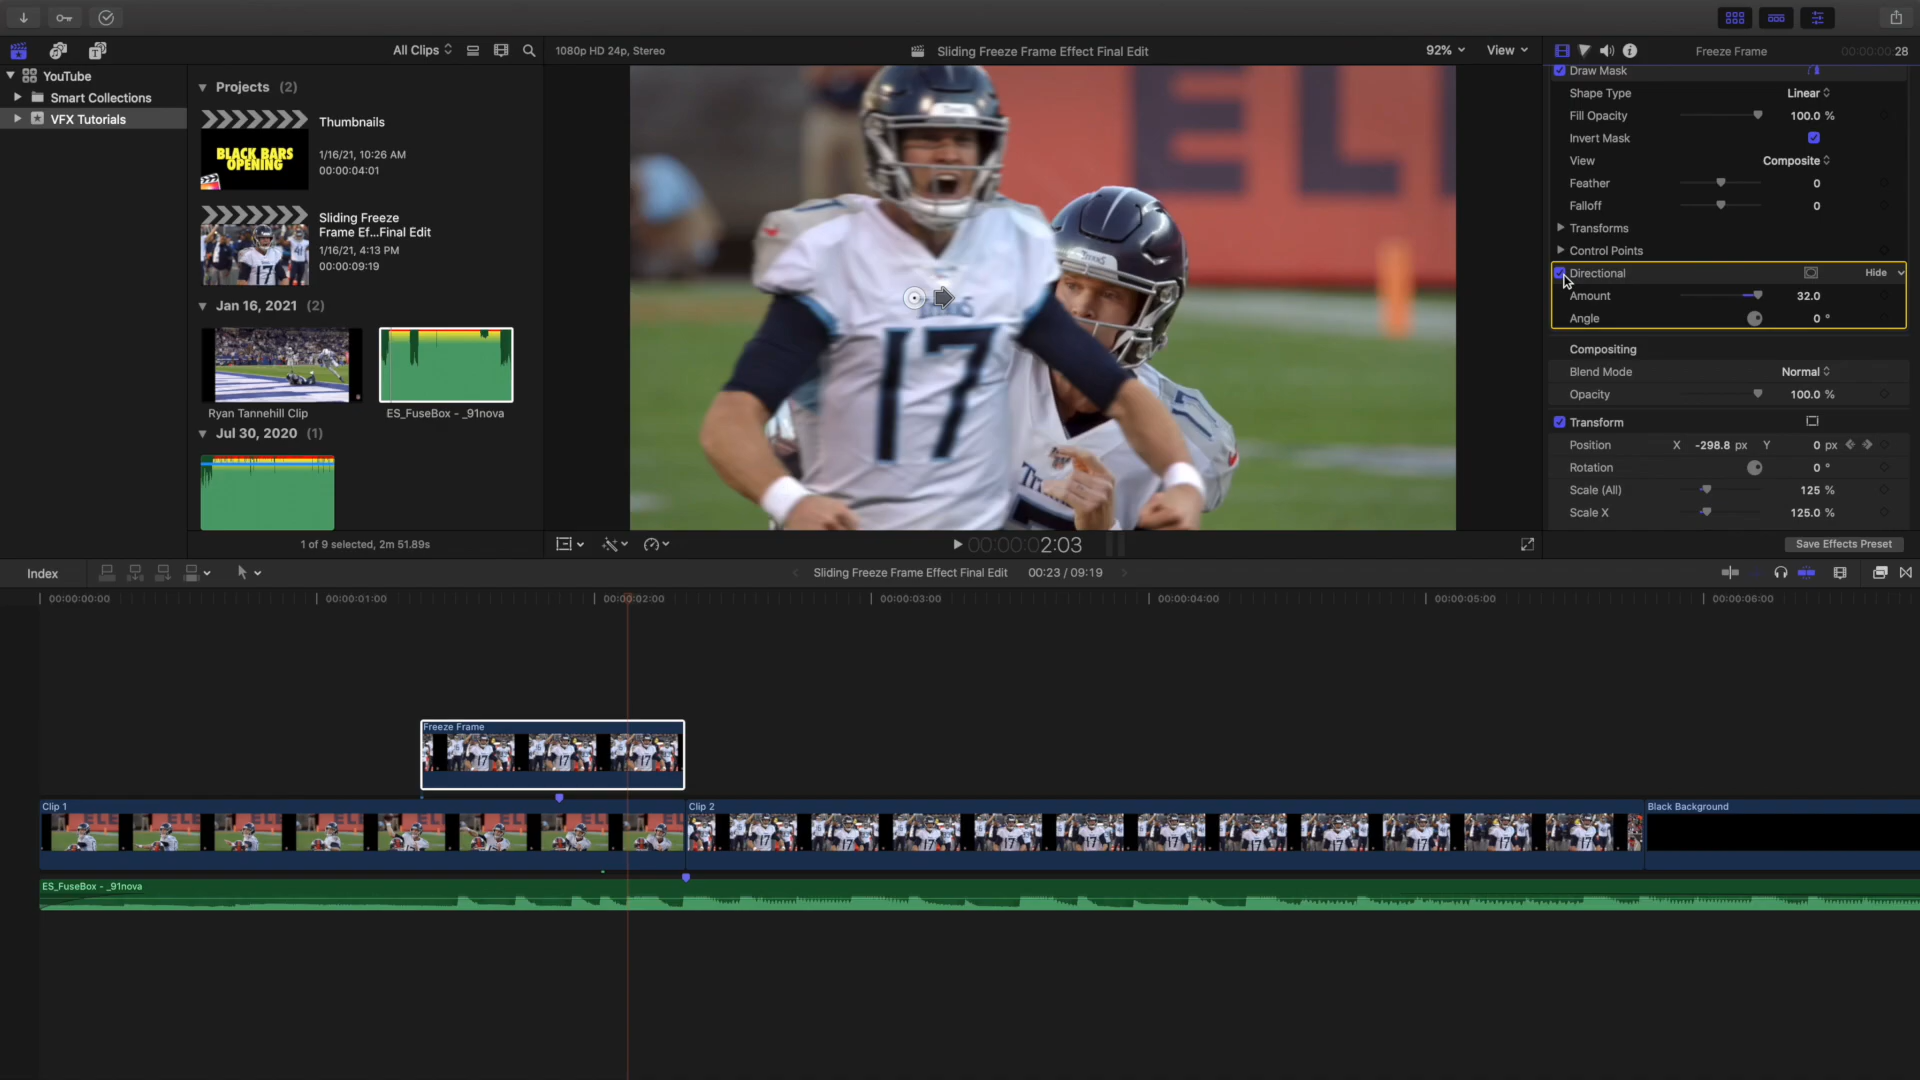 All Clips
1080p HD 24p, Stereo
Sliding Freeze Frame Effect Final Edit
92%
View
Freeze Frame
00:00:00:28
YouTube
Smart Collections
VFX Tutorials
Projects (2)
Thumbnails
1/16/21, 10:26 AM
00:00:04:01
BLACK BARS
OPENING
Sliding Freeze
Frame Ef...Final Edit
1/16/21, 4:13 PM
00:00:09:19
Jan 16, 2021 (2)
Ryan Tannehill Clip
ES_FuseBox - _91nova
Jul 30, 2020 (1)
1 of 9 selected, 2m 51.89s
TITANS
17
00:00:00:2:03
Draw Mask
Shape Type Linear
Fill Opacity 100.0 %
Invert Mask
View Composite
Feather 0
Falloff 0
Transforms
Control Points
Directional Hide
Amount 32.0
Angle 0 °
Compositing
Blend Mode Normal
Opacity 100.0 %
Transform
Position X -298.8 px Y 0 px
Rotation 0 °
Scale (All) 125 %
Scale X 125.0 %
Save Effects Preset
Index
Sliding Freeze Frame Effect Final Edit
00:23 / 09:19
00:00:00:00
00:00:01:00
00:00:02:00
00:00:03:00
00:00:04:00
00:00:05:00
00:00:06:00
Freeze Frame
Clip 1
Clip 2
Black Background
ES_FuseBox - _91nova